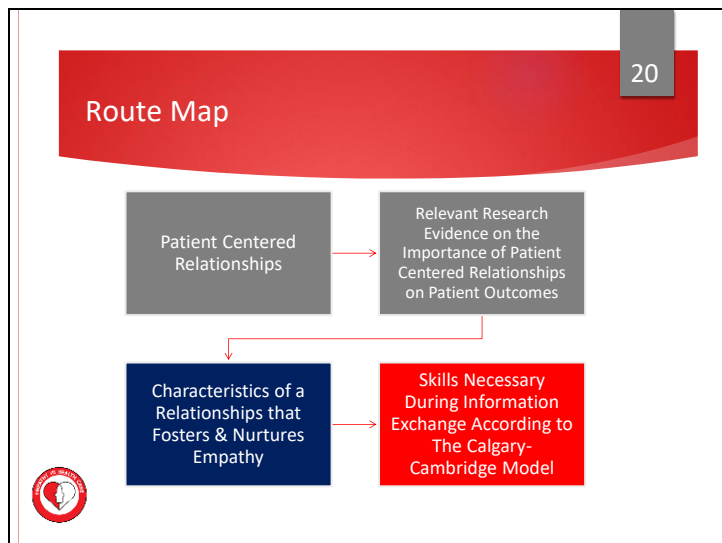 20
Route Map
Patient Centered
Relationships
Relevant Research
Evidence on the
Importance of Patient
Centered Relationships
on Patient Outcomes
Characteristics of a
Relationships that
Fosters & Nurtures
Empathy
Skills Necessary
During Information
Exchange According to
The Calgary-
Cambridge Model